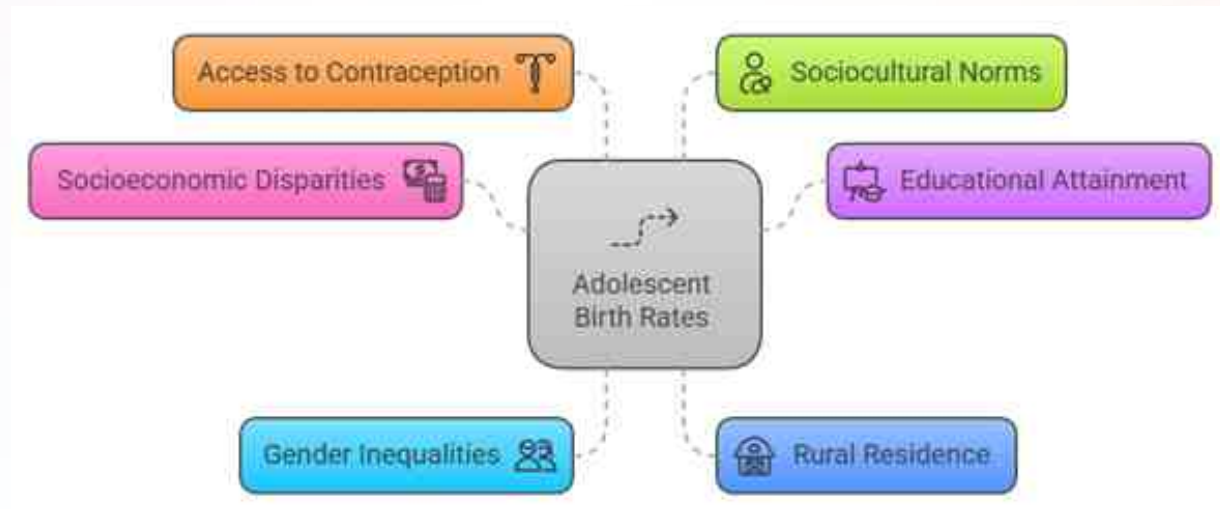 Access to Contraception
Sociocultural Norms
Socioeconomic Disparities
Educational Attainment
Adolescent
Birth Rates
Gender Inequalities
Rural Residence